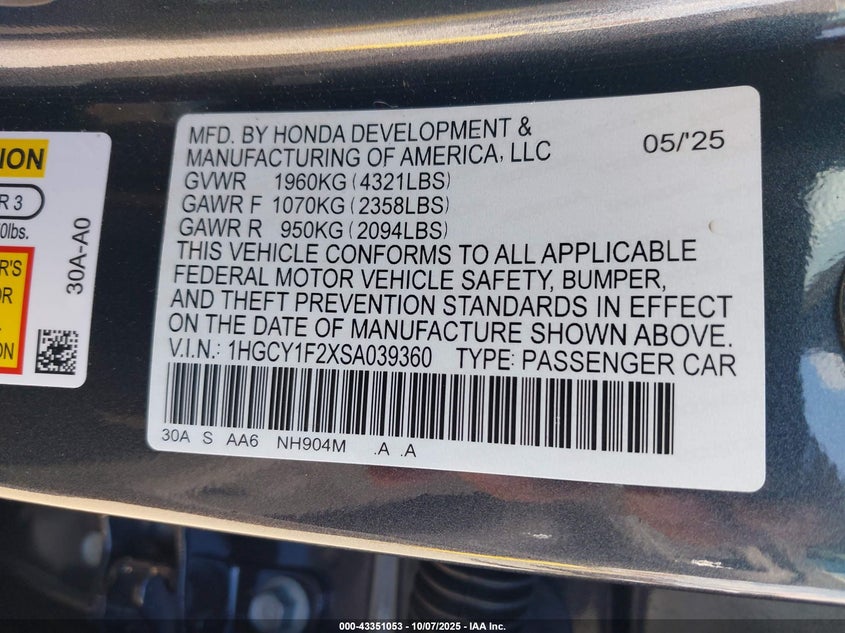 MFD. BY HONDA DEVELOPMENT &
MANUFACTURING OF AMERICA, LLC
05/'25
GVWR 1960KG (4321LBS)
GAWR F 1070KG (2358LBS)
GAWR R 950KG (2094LBS)
THIS VEHICLE CONFORMS TO ALL APPLICABLE
FEDERAL MOTOR VEHICLE SAFETY, BUMPER,
AND THEFT PREVENTION STANDARDS IN EFFECT
ON THE DATE OF MANUFACTURE SHOWN ABOVE.
V.I.N.: 1HGCY1F2XSA039360 TYPE: PASSENGER CAR
30A S AA6 NH904M .A .A
30A-A0
000-43351053 - 10/07/2025 - IAA Inc.